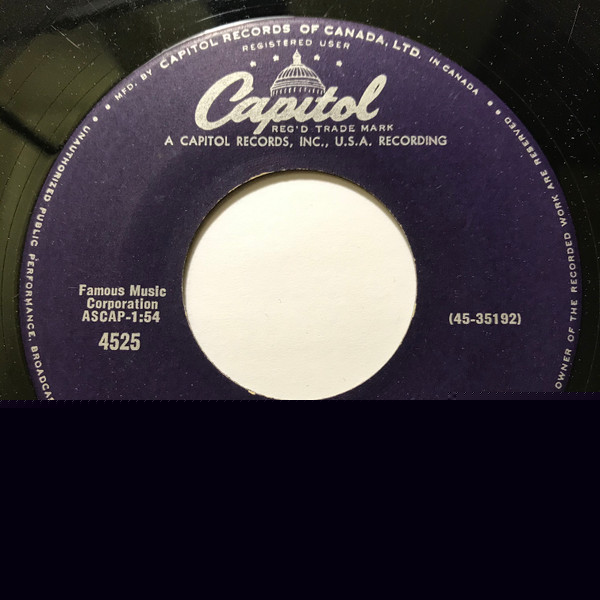 MFD. BY CAPITOL RECORDS OF CANADA, LTD. IN CANADA
REGISTERED USER
Capitol
REG'D TRADE MARK
A CAPITOL RECORDS, INC., U.S.A. RECORDING
Famous Music
Corporation
ASCAP-1:54
4525
(45-35192)
UNAUTHORIZED PUBLIC PERFORMANCE, BROADCAS
OWNER OF THE RECORDED WORK ARE RESERVED